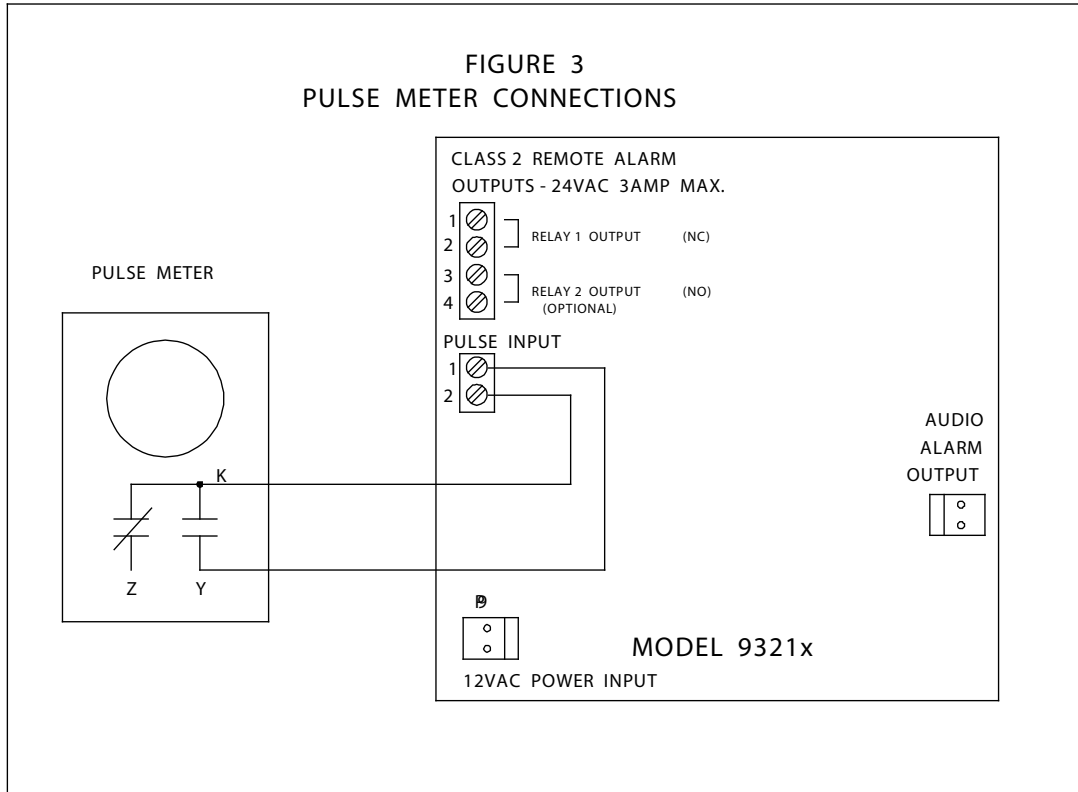 FIGURE 3
PULSE METER CONNECTIONS
CLASS 2 REMOTE ALARM
OUTPUTS - 24VAC 3AMP MAX.
1
RELAY 1 OUTPUT (NC)
2
3
RELAY 2 OUTPUT (NO)
(OPTIONAL)
4
PULSE METER
PULSE INPUT
1
2
AUDIO
ALARM
OUTPUT
K
Z Y
P9
MODEL 9321x
12VAC POWER INPUT